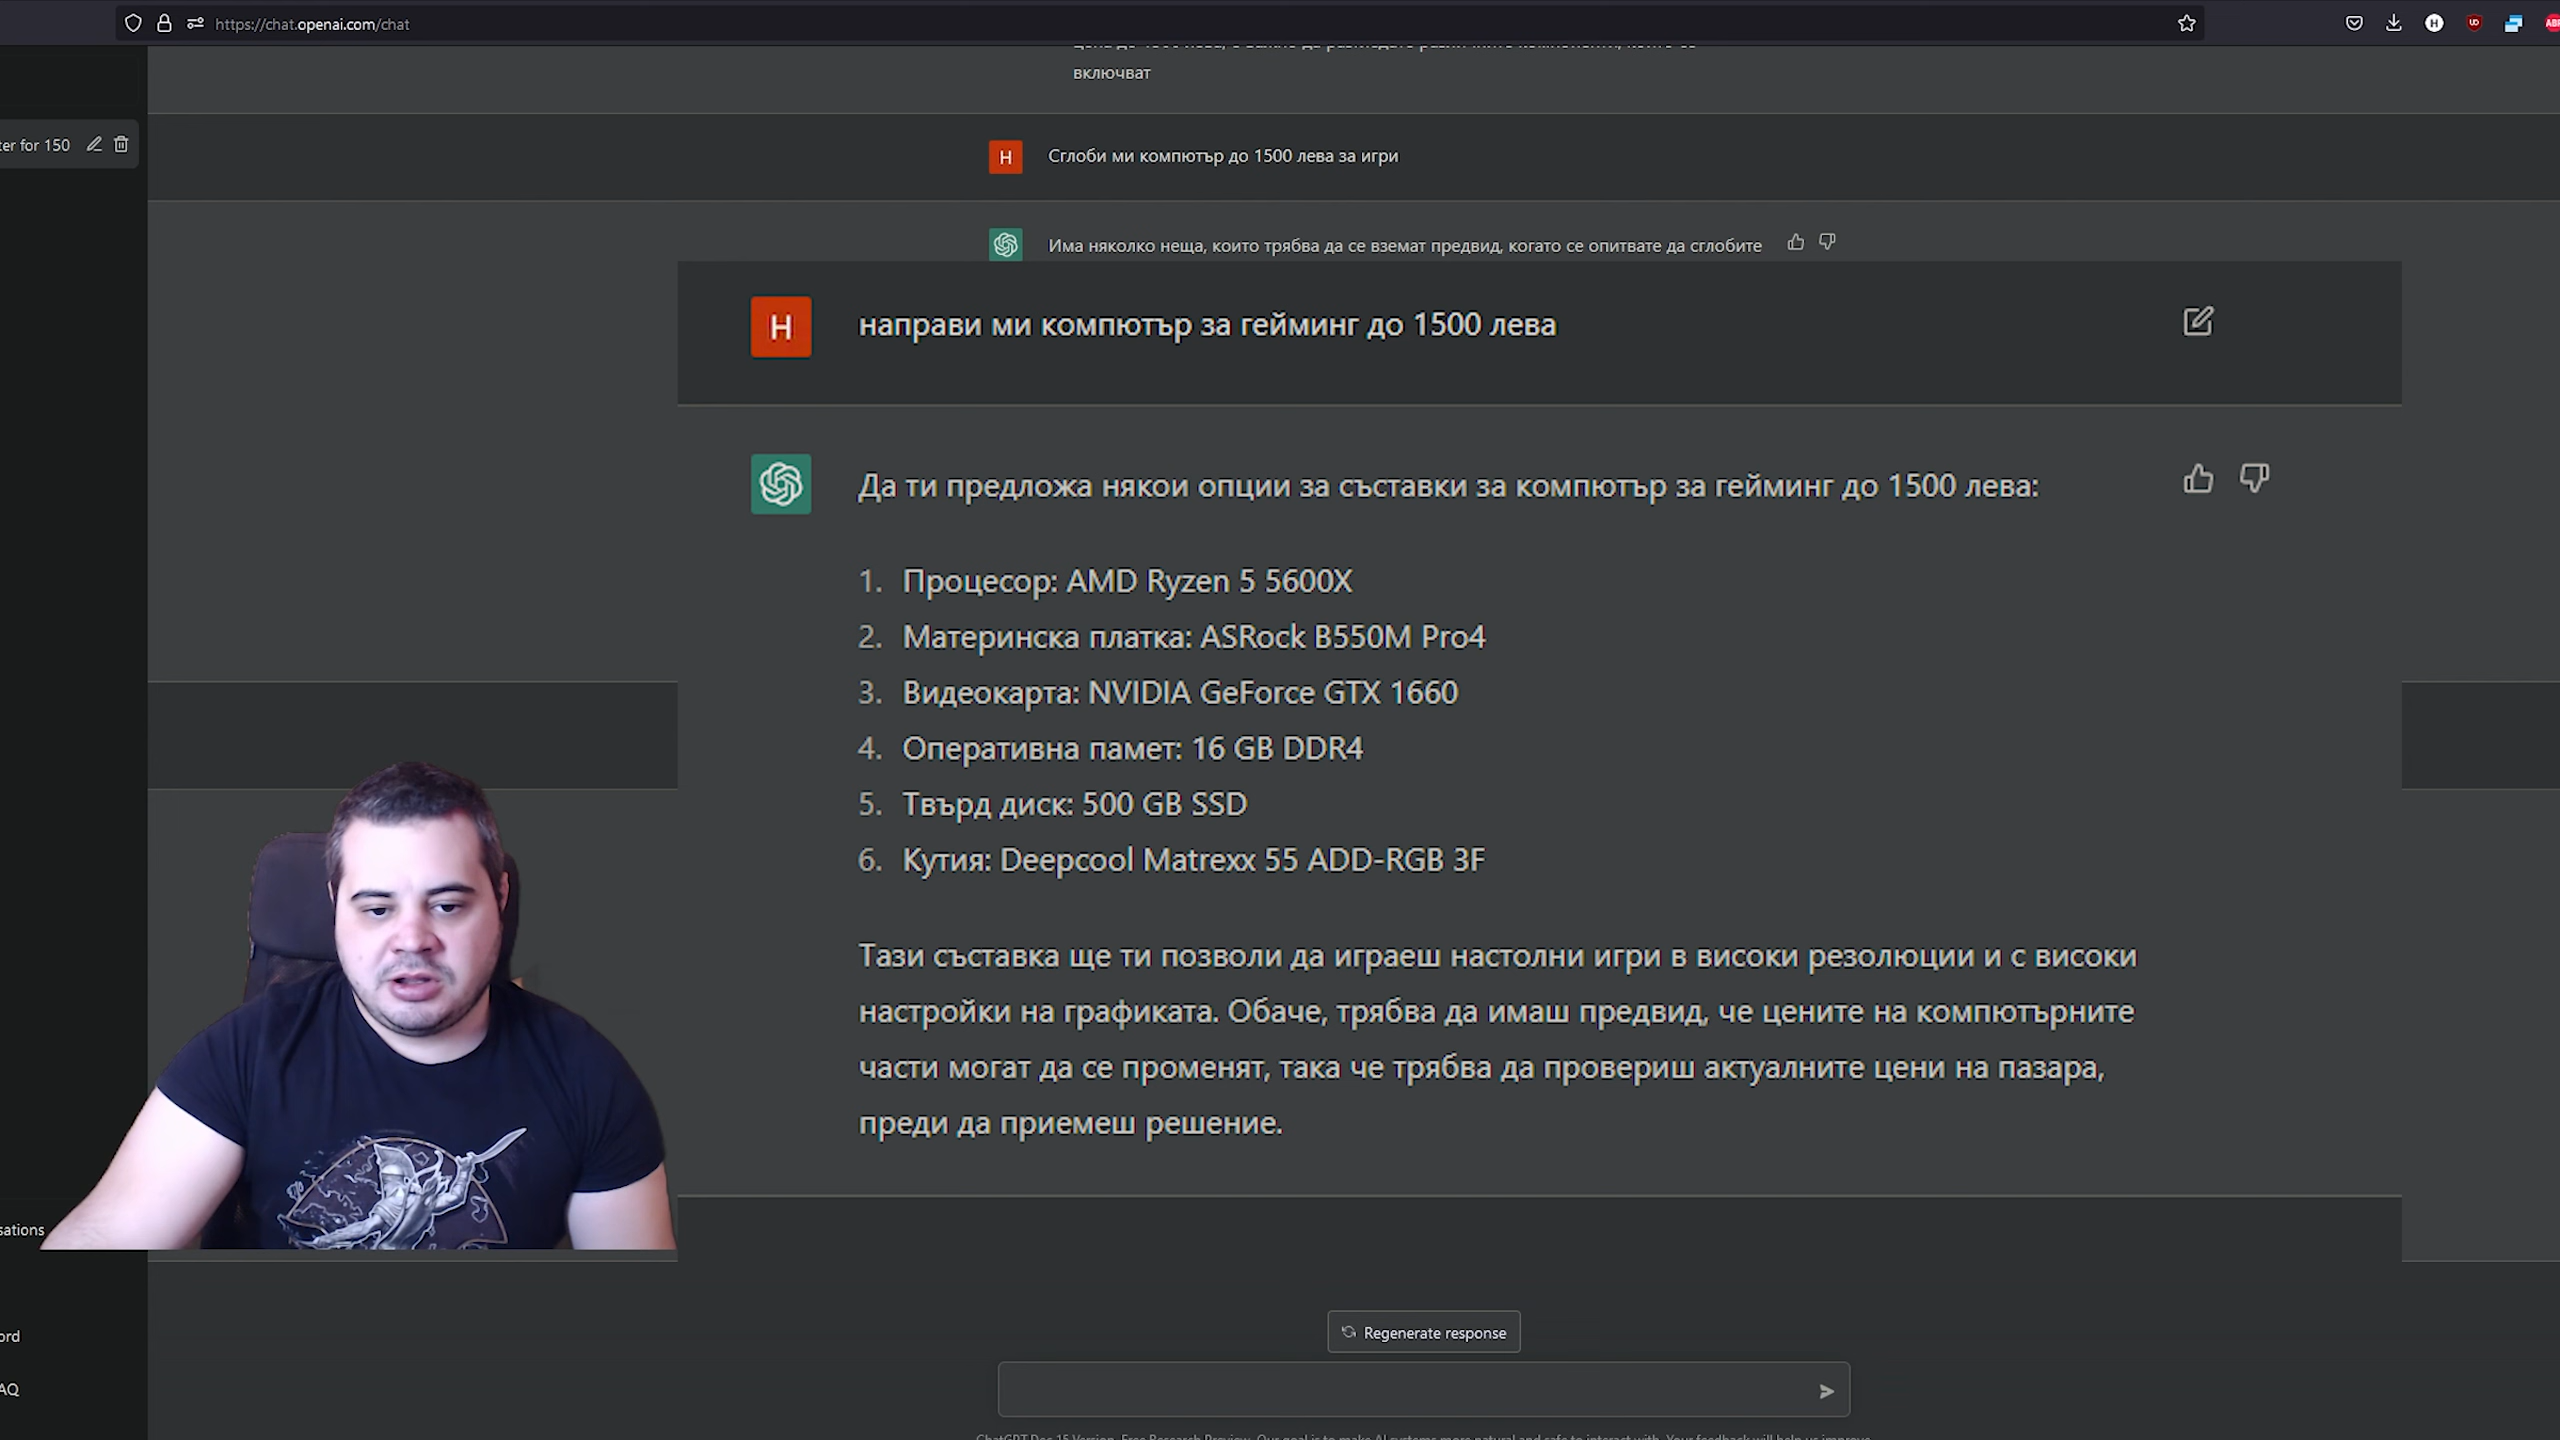 https://chat.openai.com/chat
включват
ter for 150
H Сглоби ми компютър до 1500 лева за игри
Има няколко неща, които трябва да се вземат предвид, когато се опитвате да сглобите
H направи ми компютър за гейминг до 1500 лева
Да ти предложа някои опции за съставки за компютър за гейминг до 1500 лева:
1. Процесор: AMD Ryzen 5 5600X
2. Материнска платка: ASRock B550M Pro4
3. Видеокарта: NVIDIA GeForce GTX 1660
4. Оперативна памет: 16 GB DDR4
5. Твърд диск: 500 GB SSD
6. Кутия: Deepcool Matrexx 55 ADD-RGB 3F
Тази съставка ще ти позволи да играеш настолни игри в високи резолюции и с високи
настройки на графиката. Обаче, трябва да имаш предвид, че цените на компютърните
части могат да се променят, така че трябва да провериш актуалните цени на пазара,
преди да приемеш решение.
sations
ord
AQ
Regenerate response